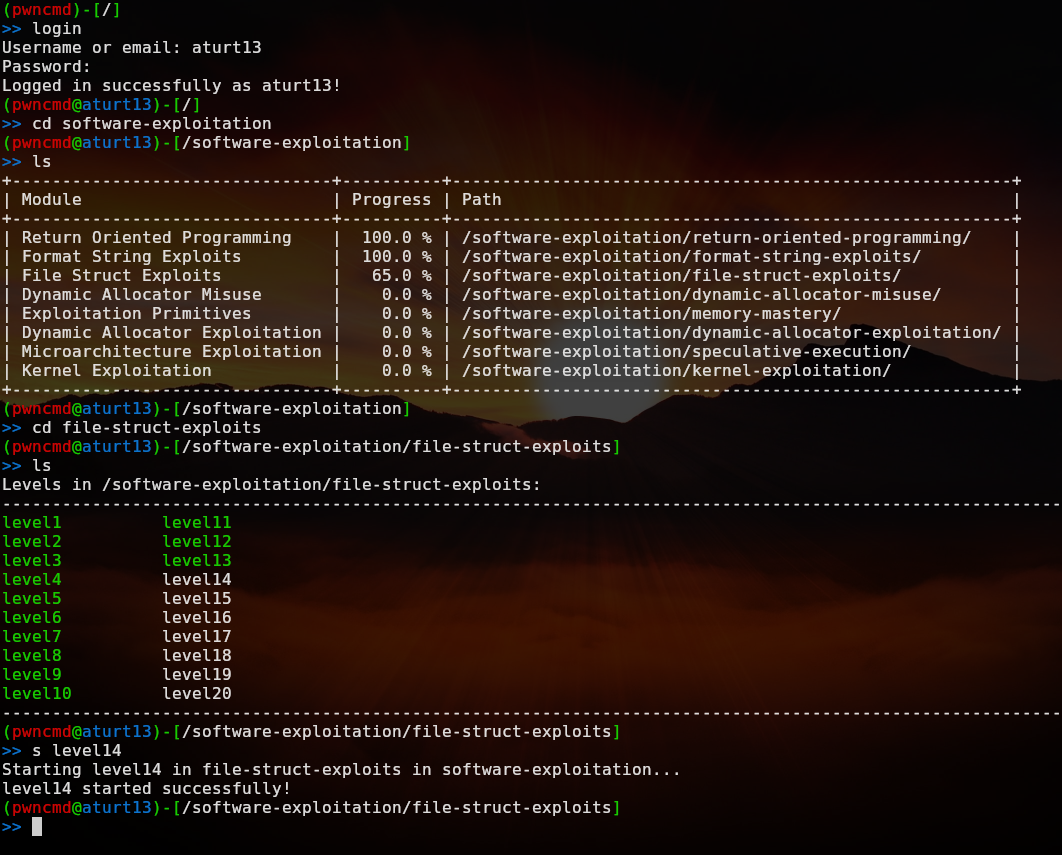 (pwncmd)-[/]
>> login
Username or email: aturt13
Password:
Logged in successfully as aturt13!
(pwncmd@aturt13)-[/]
>> cd software-exploitation
(pwncmd@aturt13)-[/software-exploitation]
>> ls
+--------------------------------+----------+--------------------------------------------------------+
| Module                         | Progress | Path                                                   |
+--------------------------------+----------+--------------------------------------------------------+
| Return Oriented Programming    |  100.0 % | /software-exploitation/return-oriented-programming/    |
| Format String Exploits         |  100.0 % | /software-exploitation/format-string-exploits/         |
| File Struct Exploits           |   65.0 % | /software-exploitation/file-struct-exploits/           |
| Dynamic Allocator Misuse       |    0.0 % | /software-exploitation/dynamic-allocator-misuse/       |
| Exploitation Primitives        |    0.0 % | /software-exploitation/memory-mastery/                 |
| Dynamic Allocator Exploitation |    0.0 % | /software-exploitation/dynamic-allocator-exploitation/ |
| Microarchitecture Exploitation |    0.0 % | /software-exploitation/speculative-execution/          |
| Kernel Exploitation            |    0.0 % | /software-exploitation/kernel-exploitation/            |
+--------------------------------+----------+--------------------------------------------------------+
(pwncmd@aturt13)-[/software-exploitation]
>> cd file-struct-exploits
(pwncmd@aturt13)-[/software-exploitation/file-struct-exploits]
>> ls
Levels in /software-exploitation/file-struct-exploits:
----------------------------------------------------------------------------------------------------------
level1          level11
level2          level12
level3          level13
level4          level14
level5          level15
level6          level16
level7          level17
level8          level18
level9          level19
level10         level20
----------------------------------------------------------------------------------------------------------
(pwncmd@aturt13)-[/software-exploitation/file-struct-exploits]
>> s level14
Starting level14 in file-struct-exploits in software-exploitation...
level14 started successfully!
(pwncmd@aturt13)-[/software-exploitation/file-struct-exploits]
>>